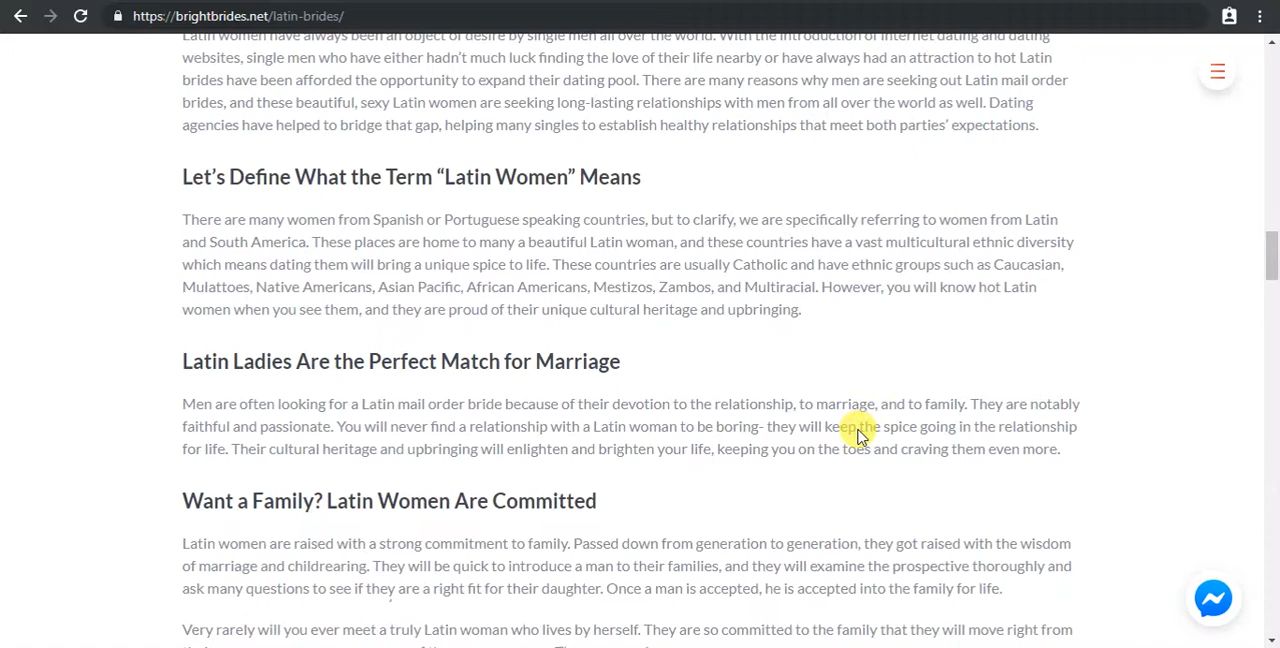 https://brightbrides.net/latin-brides/
Latin women have always been an object of desire by single men all over the world. With the introduction of internet dating and dating
websites, single men who have either hadn't much luck finding the love of their life nearby or have always had an attraction to hot Latin
brides have been afforded the opportunity to expand their dating pool. There are many reasons why men are seeking out Latin mail order
brides, and these beautiful, sexy Latin women are seeking long-lasting relationships with men from all over the world as well. Dating
agencies have helped to bridge that gap, helping many singles to establish healthy relationships that meet both parties' expectations.
Let's Define What the Term “Latin Women” Means
There are many women from Spanish or Portuguese speaking countries, but to clarify, we are specifically referring to women from Latin
and South America. These places are home to many a beautiful Latin woman, and these countries have a vast multicultural ethnic diversity
which means dating them will bring a unique spice to life. These countries are usually Catholic and have ethnic groups such as Caucasian,
Mulattoes, Native Americans, Asian Pacific, African Americans, Mestizos, Zambos, and Multiracial. However, you will know hot Latin
women when you see them, and they are proud of their unique cultural heritage and upbringing.
Latin Ladies Are the Perfect Match for Marriage
Men are often looking for a Latin mail order bride because of their devotion to the relationship, to marriage, and to family. They are notably
faithful and passionate. You will never find a relationship with a Latin woman to be boring- they will keep the spice going in the relationship
for life. Their cultural heritage and upbringing will enlighten and brighten your life, keeping you on the toes and craving them even more.
Want a Family? Latin Women Are Committed
Latin women are raised with a strong commitment to family. Passed down from generation to generation, they got raised with the wisdom
of marriage and childrearing. They will be quick to introduce a man to their families, and they will examine the prospective thoroughly and
ask many questions to see if they are a right fit for their daughter. Once a man is accepted, he is accepted into the family for life.
Very rarely will you ever meet a truly Latin woman who lives by herself. They are so committed to the family that they will move right from